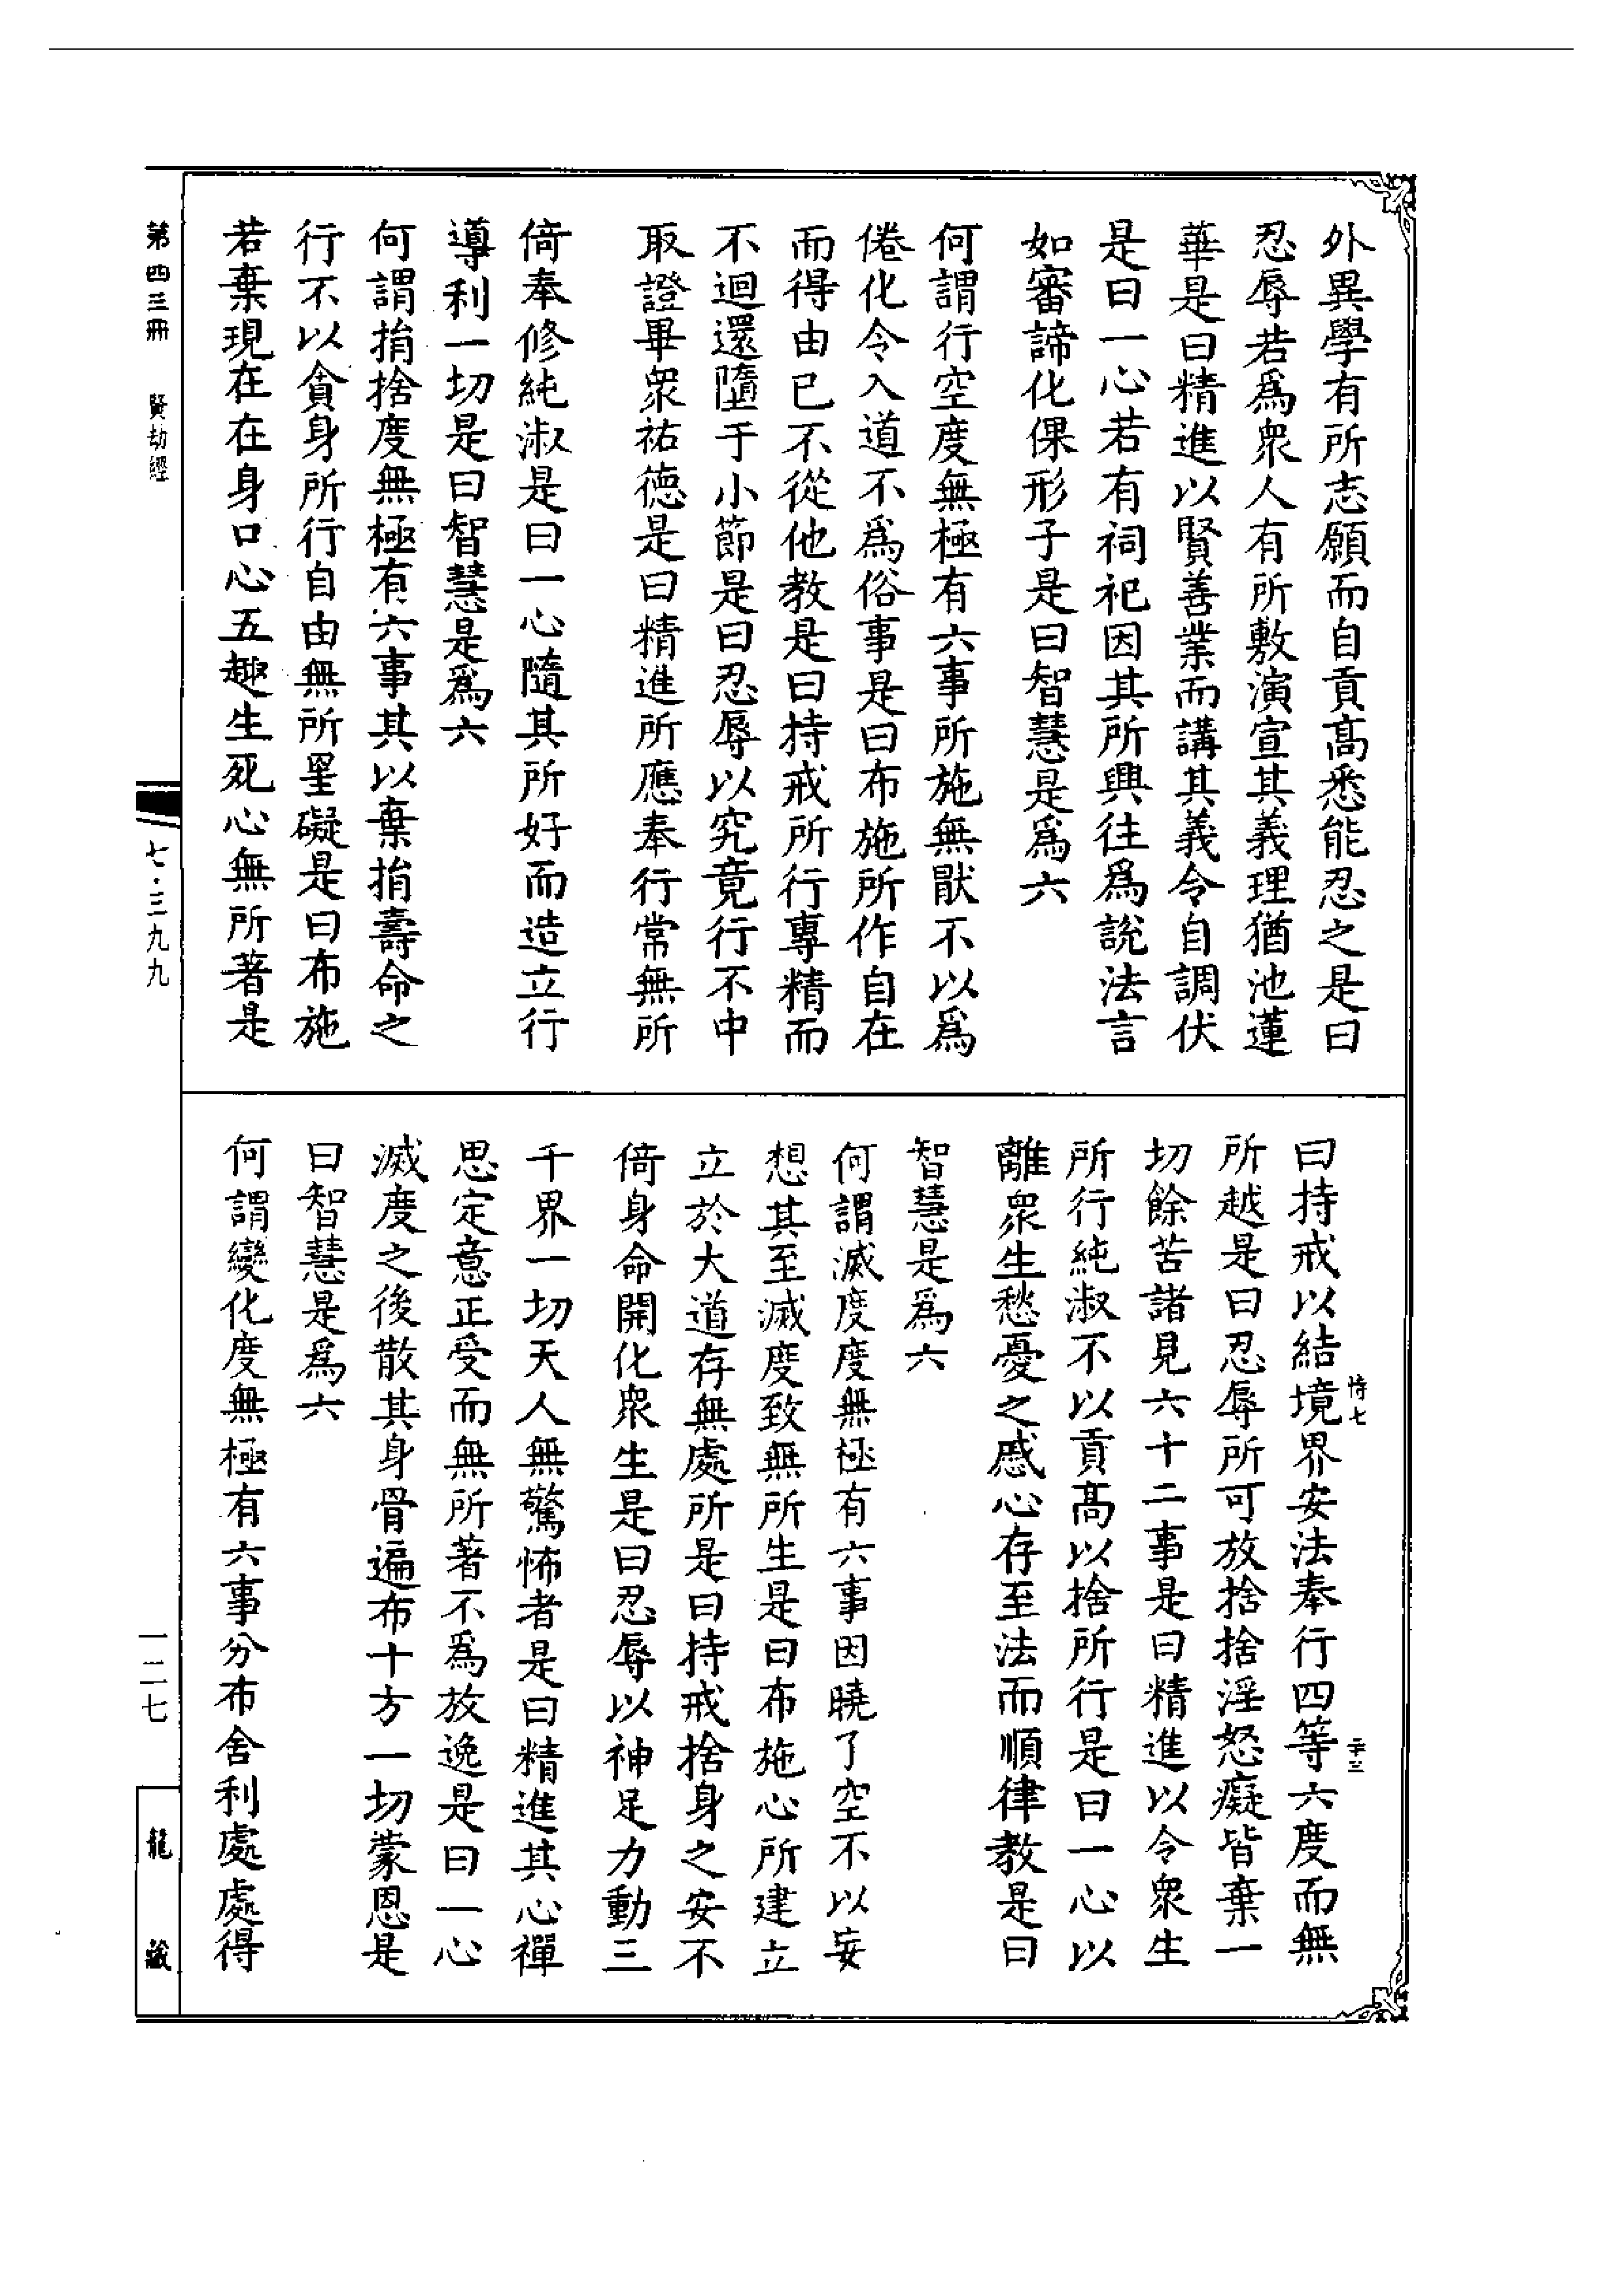 外異學有所志願而自貢髙悉能忍之是曰
忍辱若爲衆人有所敷演宣其義理猶池蓮
華是曰精進以賢善業而講其義令自調伏
是曰一心若有祠祀因其所興往爲說法言
如審諦化倮形子是曰智慧是爲六
何謂行空度無極有六事所施無猒不以爲
倦化令入道不爲俗事是曰布施所作自在
而得由已不從他教是曰持戒所行專精而
不迴還墮于小節是曰忍辱以究竟行不中
取證畢衆祐德是曰精進所應奉行常無所
倚奉修純淑是曰一心隨其所好而造立行
導利一切是曰智慧是爲六
何謂捐捨度無極有六事其以棄捐壽命之
行不以貪身所行自由無所罣礙是曰布施
若棄現在在身口心五趣生死心無所著是
曰持戒以結境界安法奉行四等六度而無
所越是曰忍辱所可放捨捨淫怒癡皆棄一
切餘苦諸見六十二事是曰精進以令衆生
所行純淑不以貢髙以捨所行是曰一心以
離衆生愁憂之慼心存至法而順律教是曰
智慧是爲六
何謂滅度度無極有六事因曉了空不以妄
想其至滅度致無所生是曰布施心所建立
立於大道存無處所是曰持戒捨身之安不
倚身命開化衆生是曰忍辱以神足力動三
千界一切天人無驚怖者是曰精進其心禪
思定意正受而無所著不爲放逸是曰一心
滅度之後散其身骨遍布十方一切蒙恩是
曰智慧是爲六
何謂變化度無極有六事分布舍利處處得
第四三冊 賢劫經
七·三九九
一二七
龍藏